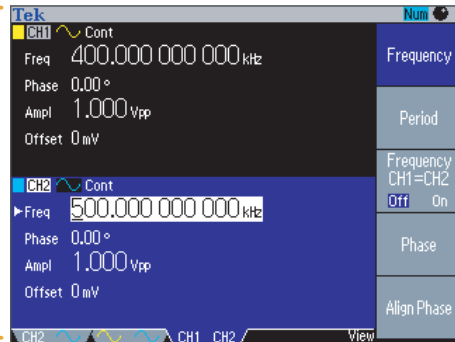 Tek Num
CH1 Cont
Freq 400.000 000 000 kHz
Phase 0.00 °
Ampl 1.000 Vpp
Offset 0 mV
CH2 Cont
Freq 500.000 000 000 kHz
Phase 0.00 °
Ampl 1.000 Vpp
Offset 0 mV
CH2 CH1 CH2 View
Frequency
Period
Frequency
CH1=CH2
Off On
Phase
Align Phase